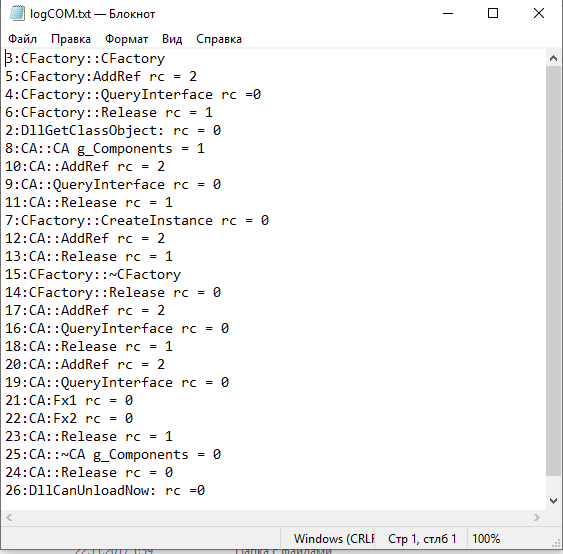 logCOM.txt — Блокнот
Файл Правка Формат Вид Справка
3:CFactory::CFactory
5:CFactory:AddRef rc = 2
4:CFactory::QueryInterface rc =0
6:CFactory::Release rc = 1
2:DllGetClassObject: rc = 0
8:CA::CA g_Components = 1
10:CA::AddRef rc = 2
9:CA::QueryInterface rc = 0
11:CA::Release rc = 1
7:CFactory::CreateInstance rc = 0
12:CA::AddRef rc = 2
13:CA::Release rc = 1
15:CFactory::~CFactory
14:CFactory::Release rc = 0
17:CA::AddRef rc = 2
16:CA::QueryInterface rc = 0
18:CA::Release rc = 1
20:CA::AddRef rc = 2
19:CA::QueryInterface rc = 0
21:CA:Fx1 rc = 0
22:CA:Fx2 rc = 0
23:CA::Release rc = 1
25:CA::~CA g_Components = 0
24:CA::Release rc = 0
26:DllCanUnloadNow: rc =0
Windows (CRLF Стр 1, стлб 1 100%